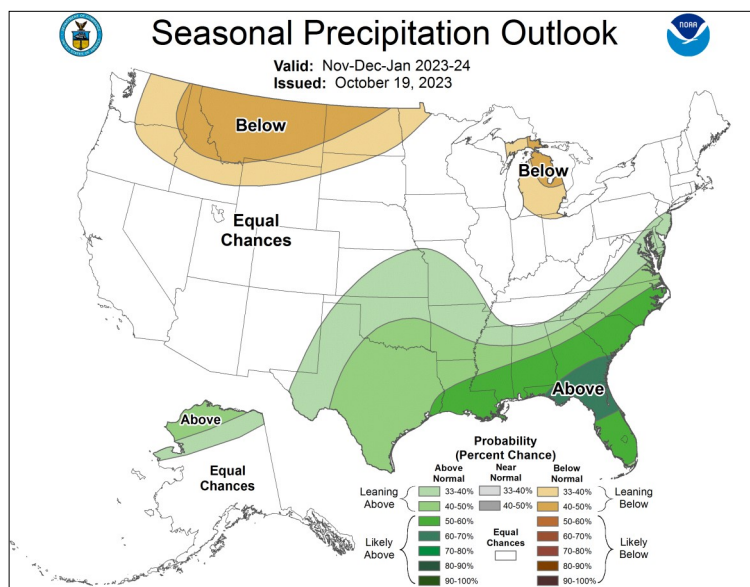 Seasonal Precipitation Outlook
NOAA
Valid: Nov-Dec-Jan 2023-24
Issued: October 19, 2023
Below
Below
Equal
Chances
Above
Above
Equal
Chances
Probability
(Percent Chance)
Above
Normal
Near
Normal
Below
Normal
Leaning
Above
33-40%
33-40%
33-40%
Leaning
Below
40-50%
40-50%
40-50%
Likely
Above
50-60%
60-70%
70-80%
80-90%
90-100%
Equal
Chances
50-60%
60-70%
70-80%
80-90%
90-100%
Likely
Below